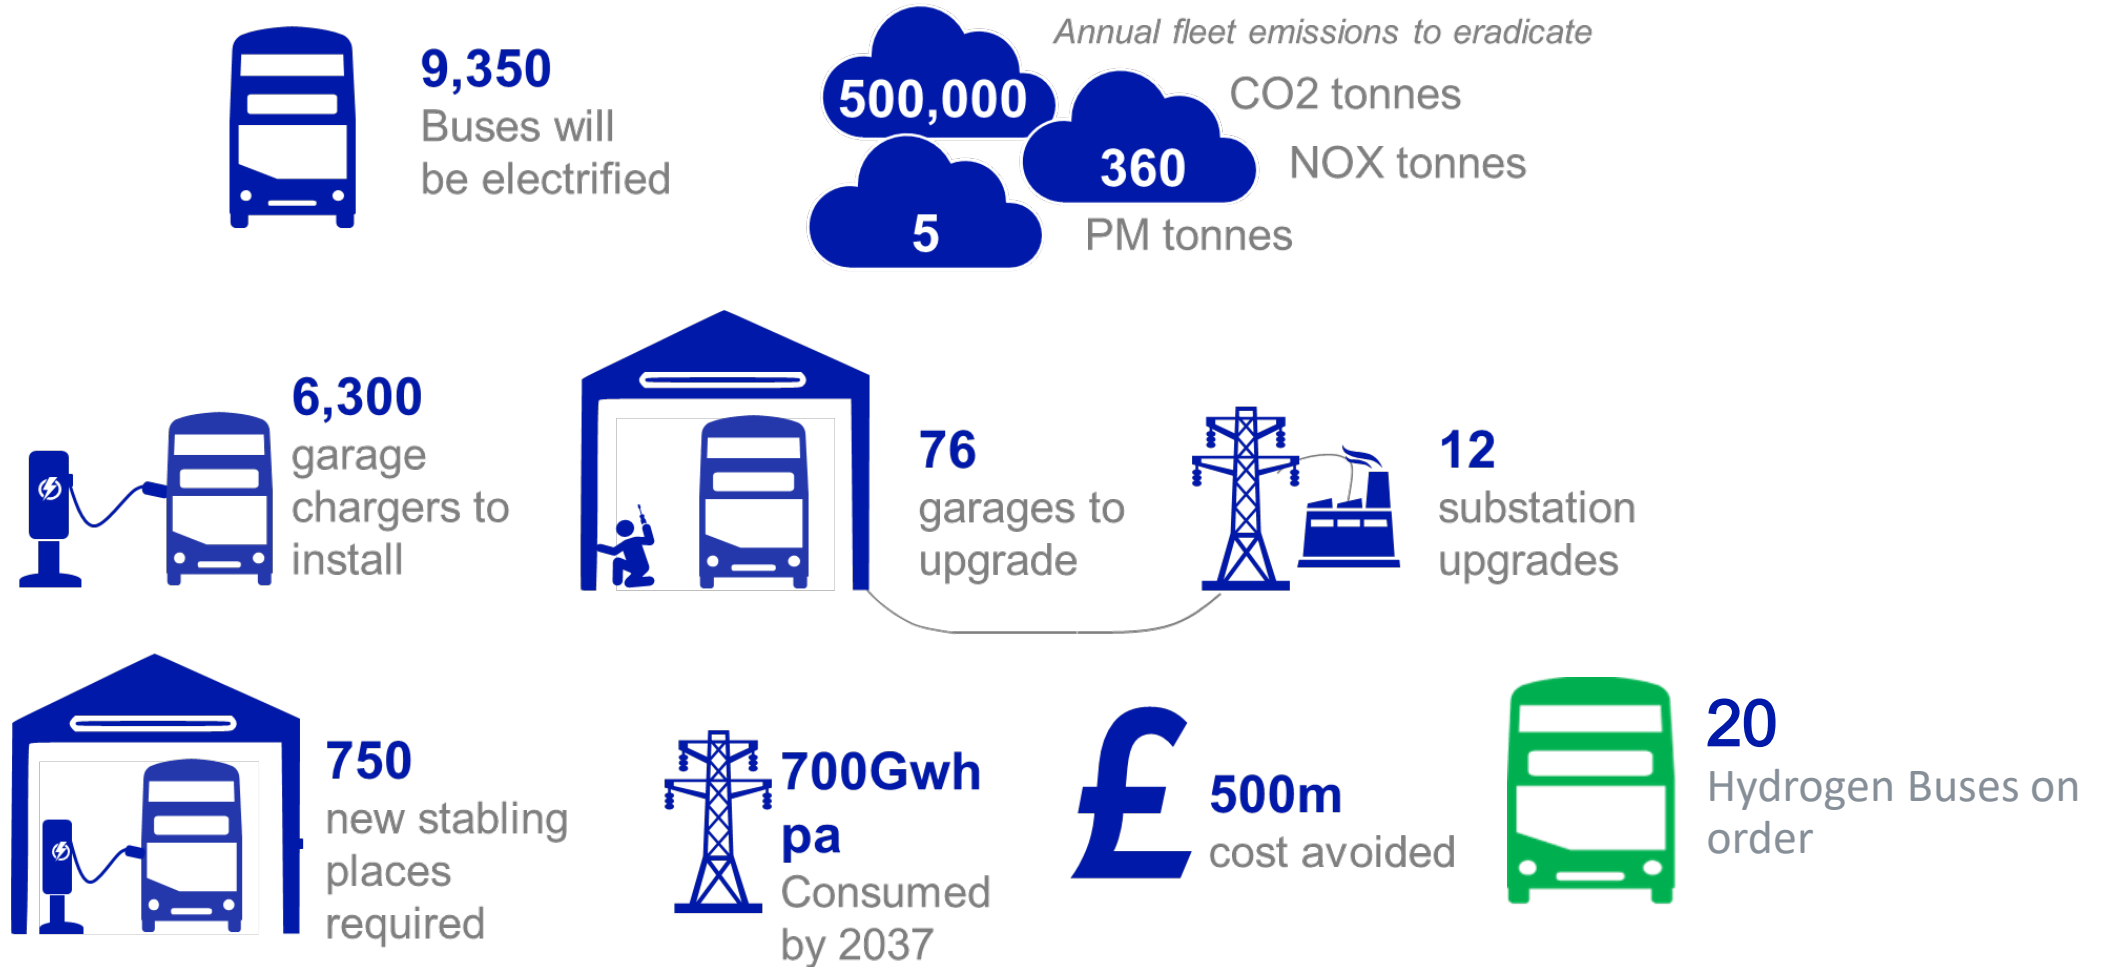 9,350
Buses will
be electrified
Annual fleet emissions to eradicate
500,000
CO2 tonnes
360
NOX tonnes
5
PM tonnes
6,300
garage
chargers to
install
76
garages to
upgrade
12
substation
upgrades
750
new stabling
places
required
700Gwh
pa
Consumed
by 2037
£
500m
cost avoided
20
Hydrogen Buses on
order